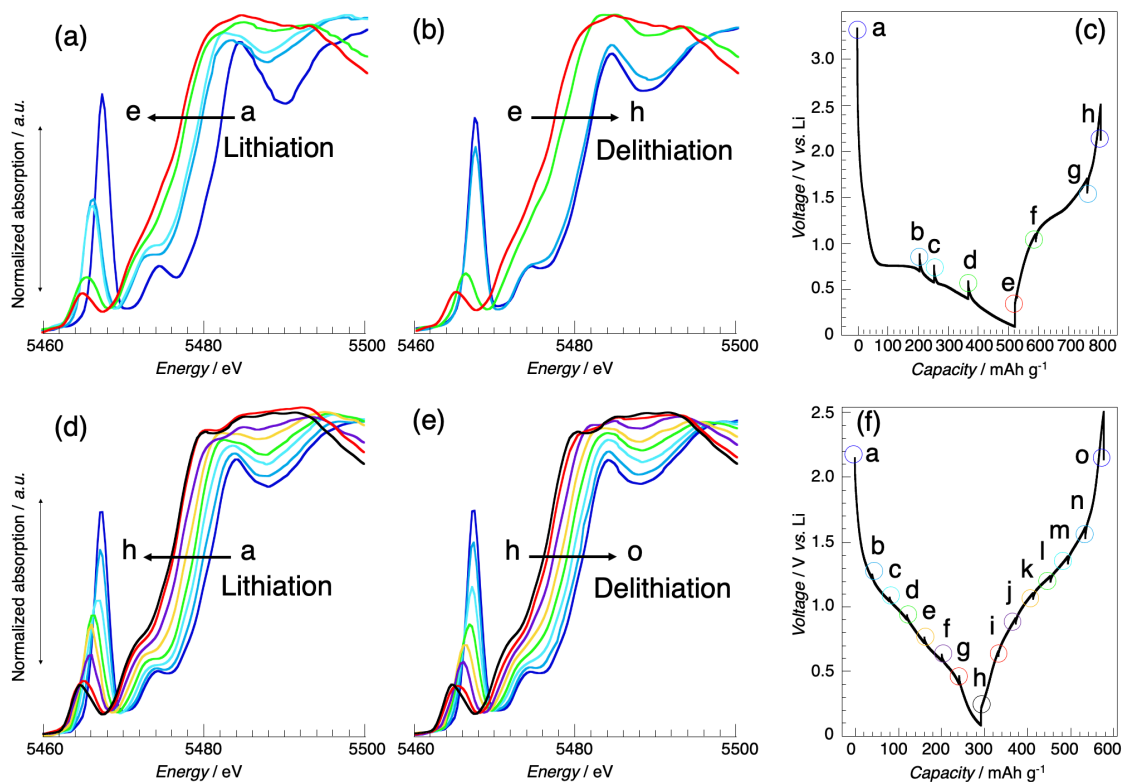 (a)
e a
Lithiation
Normalized absorption / a.u.
5460 5480 5500
Energy / eV
(b)
e h
Delithiation
5460 5480 5500
Energy / eV
(c)
a
b
c
d
e
f
g
h
3.0
2.5
2.0
1.5
1.0
0.5
0
Voltage / V vs. Li
0 100 200 300 400 500 600 700 800
Capacity / mAh g-1
(d)
h a
Lithiation
Normalized absorption / a.u.
5460 5480 5500
Energy / eV
(e)
h o
Delithiation
5460 5480 5500
Energy / eV
(f)
a
b
c
d
e
f
g
h
i
j
k
l
m
n
o
2.5
2.0
1.5
1.0
0.5
0
Voltage / V vs. Li
0 100 200 300 400 500 600
Capacity / mAh g-1